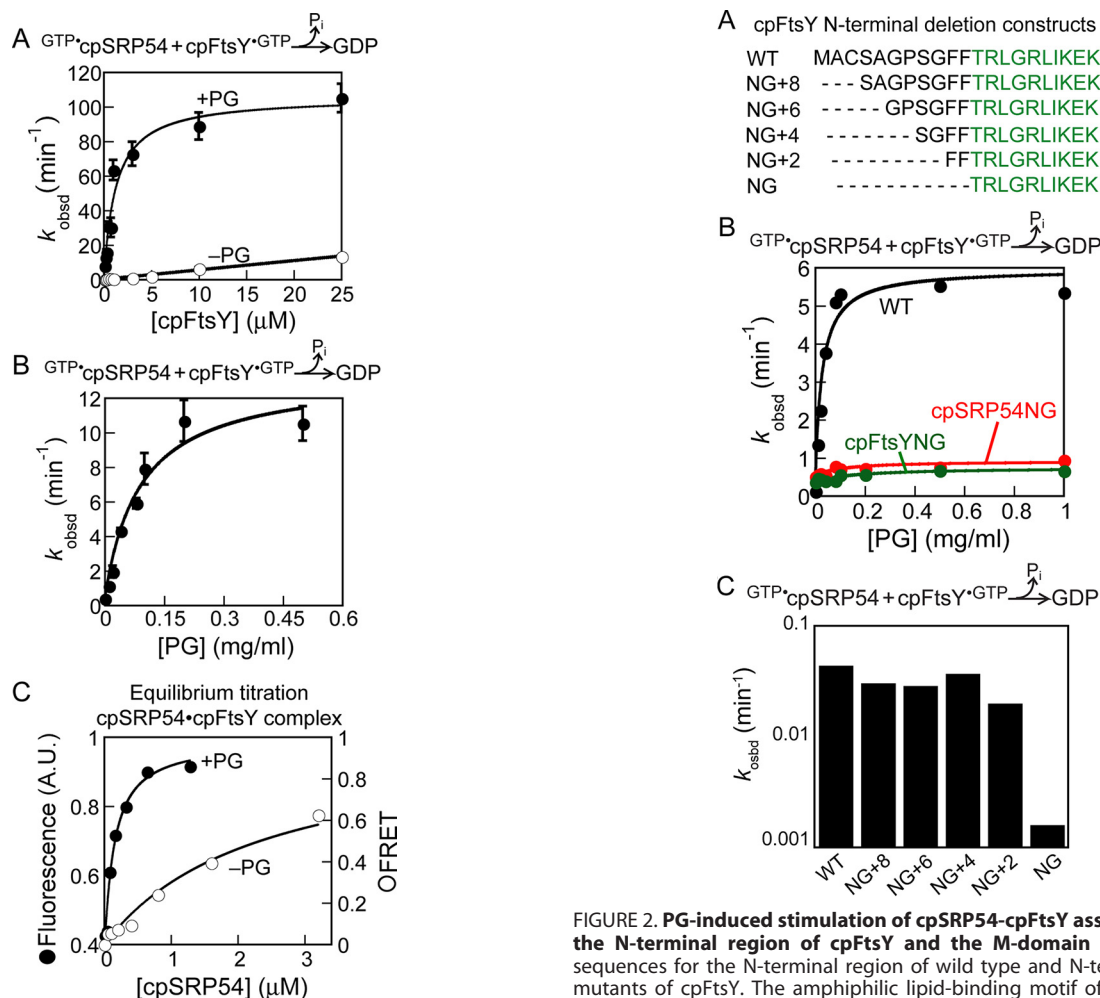 A
GTP•cpSRP54 + cpFtsY•GTP Pi GDP
kobsd (min−1)
120
100
80
60
40
20
0
+PG
−PG
0 5 10 15 20 25
[cpFtsY] (μM)
B
GTP•cpSRP54 + cpFtsY•GTP Pi GDP
kobsd (min−1)
12
10
8
6
4
2
0
0 0.15 0.3 0.45 0.6
[PG] (mg/ml)
C
Equilibrium titration
cpSRP54•cpFtsY complex
Fluorescence (A.U.)
1
0.8
0.6
0.4
+PG
−PG
1
0.8
0.6
0.4
0.2
0
OFRET
0 1 2 3
[cpSRP54] (μM)
A cpFtsY N-terminal deletion constructs
WT MACSAGPSGFFTRLGRLIKEK
NG+8 - - - SAGPSGFFTRLGRLIKEK
NG+6 - - - - - GPSGFFTRLGRLIKEK
NG+4 - - - - - - - - SGFFTRLGRLIKEK
NG+2 - - - - - - - - - - FFTRLGRLIKEK
NG - - - - - - - - - - - -TRLGRLIKEK
B
GTP•cpSRP54 + cpFtsY•GTP Pi GDP
kobsd (min−1)
6
5
4
3
2
1
0
WT
cpSRP54NG
cpFtsYNG
0 0.2 0.4 0.6 0.8 1
[PG] (mg/ml)
C
GTP•cpSRP54 + cpFtsY•GTP Pi GDP
kosbd (min−1)
0.1
0.01
0.001
WT NG+8 NG+6 NG+4 NG+2 NG
FIGURE 2. PG-induced stimulation of cpSRP54-cpFtsY ass
the N-terminal region of cpFtsY and the M-domain
sequences for the N-terminal region of wild type and N-te
mutants of cpFtsY. The amphiphilic lipid-binding motif of